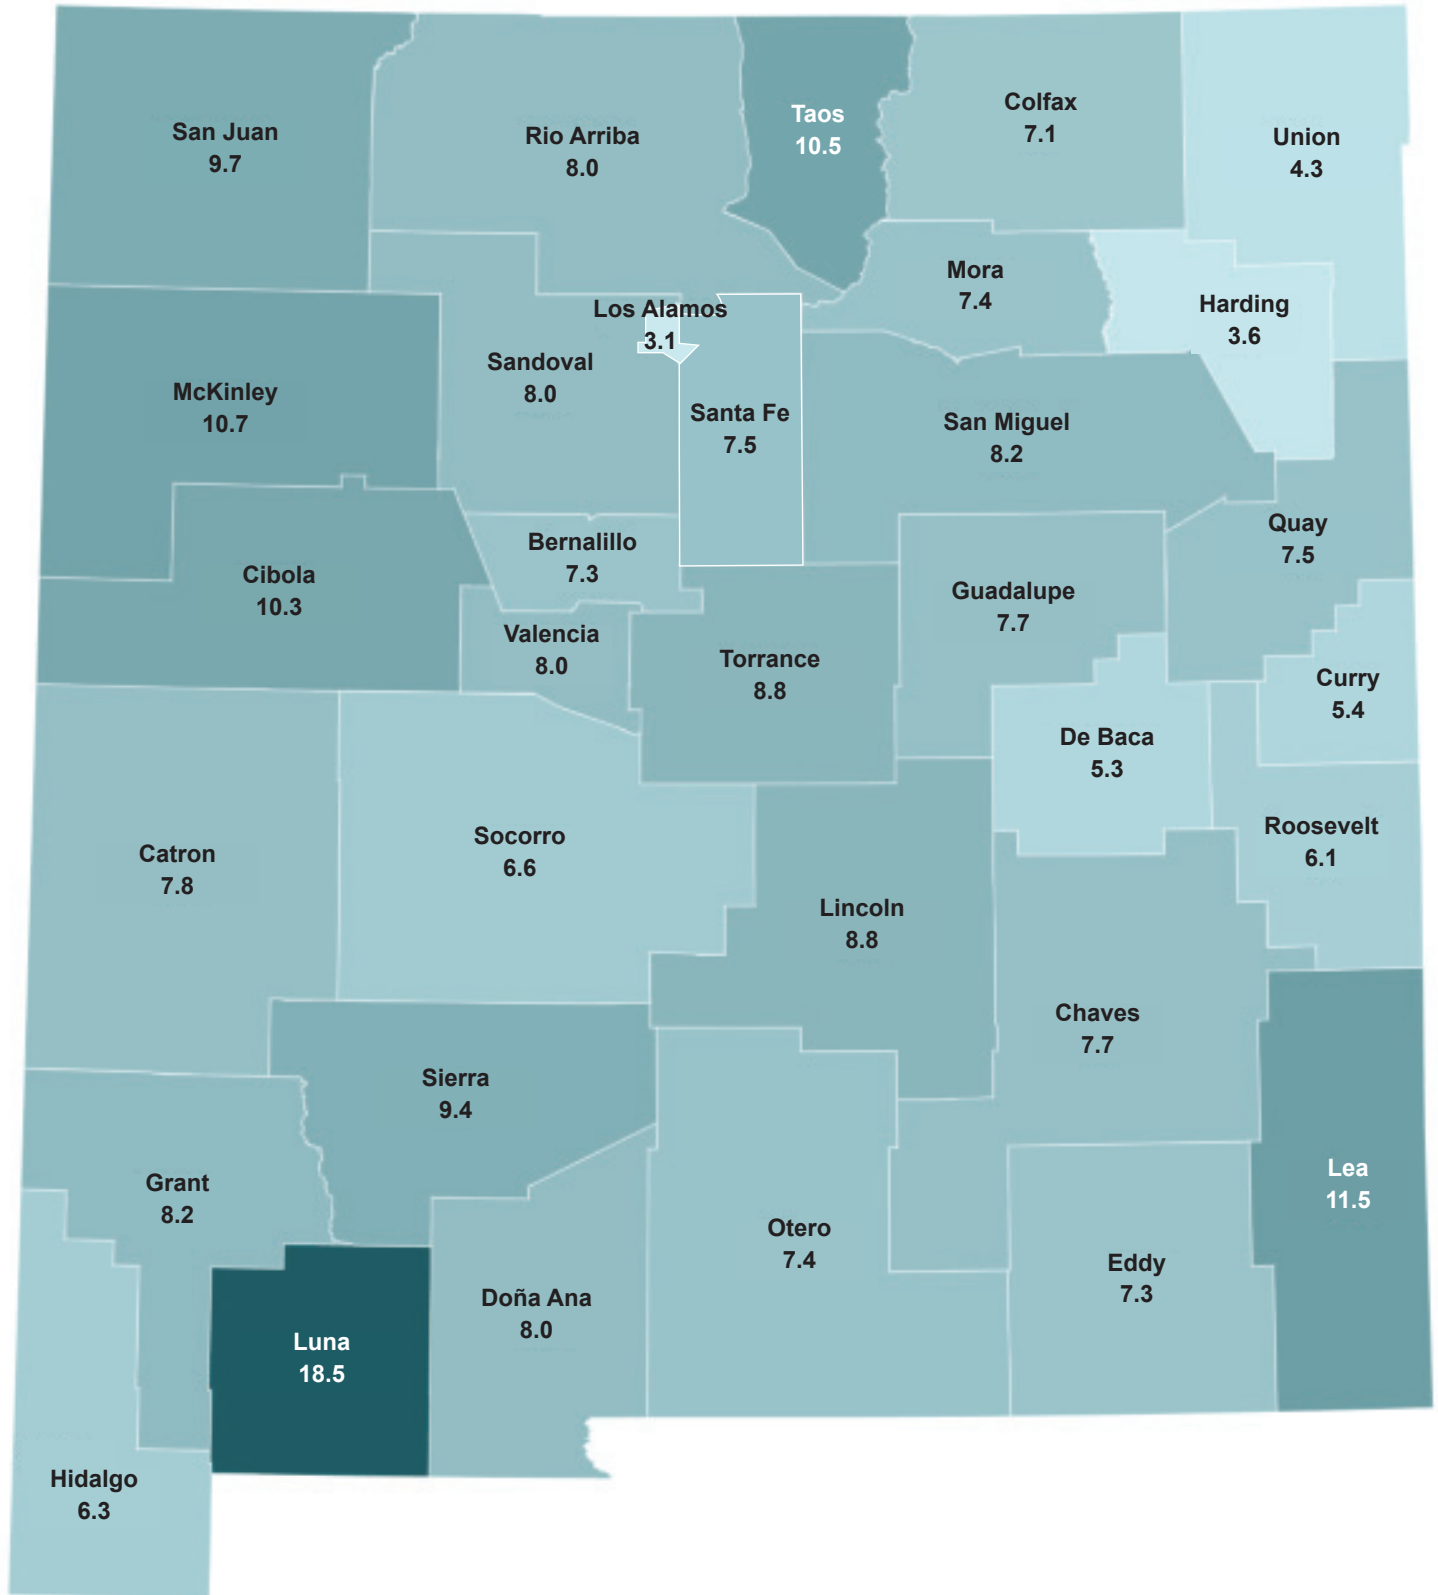 San Juan
9.7
Rio Arriba
8.0
Taos
10.5
Colfax
7.1
Union
4.3
Mora
7.4
Harding
3.6
Los Alamos
3.1
Sandoval
8.0
McKinley
10.7
Santa Fe
7.5
San Miguel
8.2
Quay
7.5
Bernalillo
7.3
Cibola
10.3
Guadalupe
7.7
Valencia
8.0
Torrance
8.8
Curry
5.4
De Baca
5.3
Roosevelt
6.1
Socorro
6.6
Catron
7.8
Lincoln
8.8
Chaves
7.7
Sierra
9.4
Lea
11.5
Grant
8.2
Otero
7.4
Eddy
7.3
Doña Ana
8.0
Luna
18.5
Hidalgo
6.3